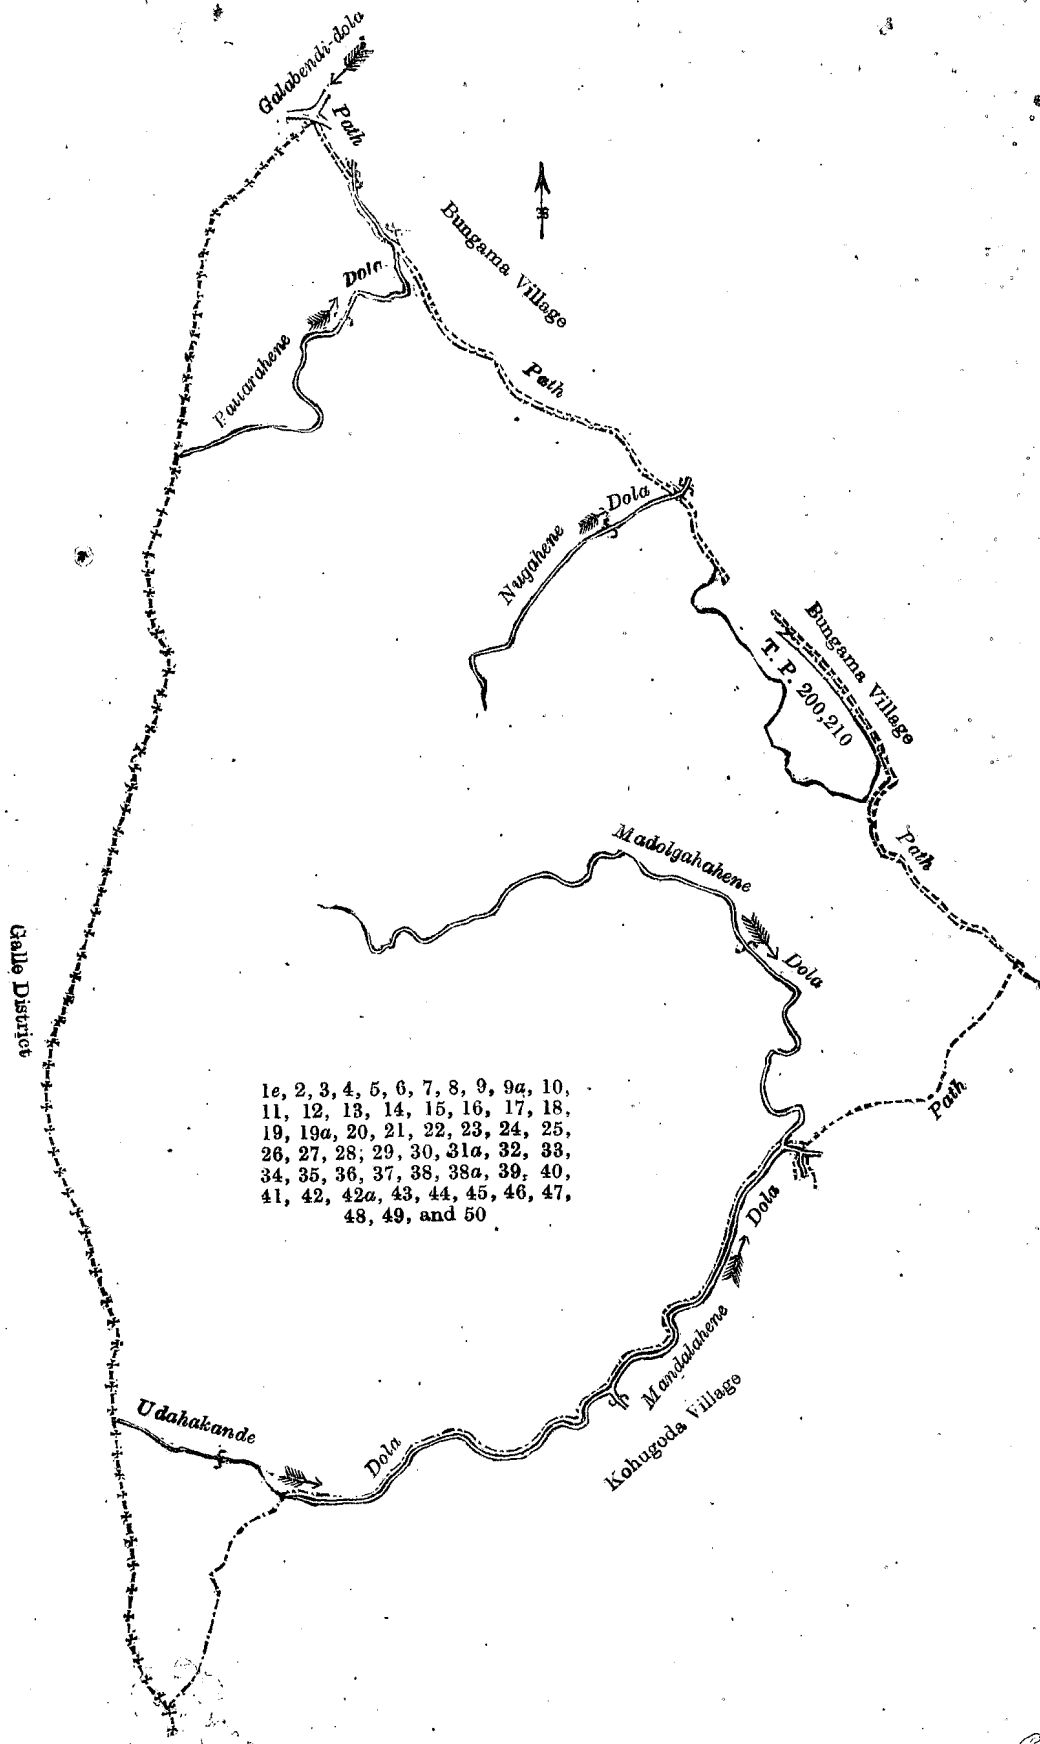 Galabendi-dola
Path
Bungama Village
Dola
Path
Dola
Nugahene
Bungama Village
T. P. 200,210
Path
Madolgahahene
Dola
Galle District
1e, 2, 3, 4, 5, 6, 7, 8, 9, 9a, 10,
11, 12, 13, 14, 15, 16, 17, 18,
19, 19a, 20, 21, 22, 23, 24, 25,
26, 27, 28; 29, 30, 31a, 32, 33,
34, 35, 36, 37, 38, 38a, 39, 40,
41, 42, 42a, 43, 44, 45, 46, 47,
48, 49, and 50
Path
Dola
Mandalahene
Kohugoda Village
Udahakande
Dola